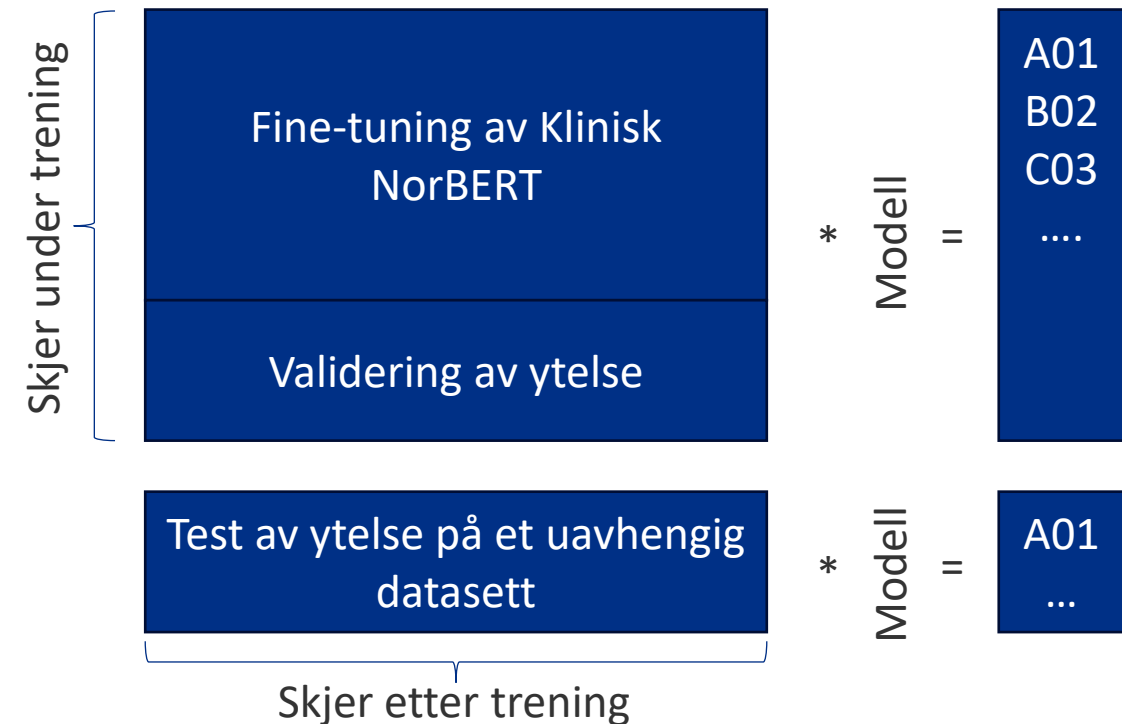 Skjer under trening
Fine-tuning av Klinisk
NorBERT
Validering av ytelse
* Modell =
A01
B02
C03
....
Test av ytelse på et uavhengig
datasett
* Modell =
A01
...
Skjer etter trening